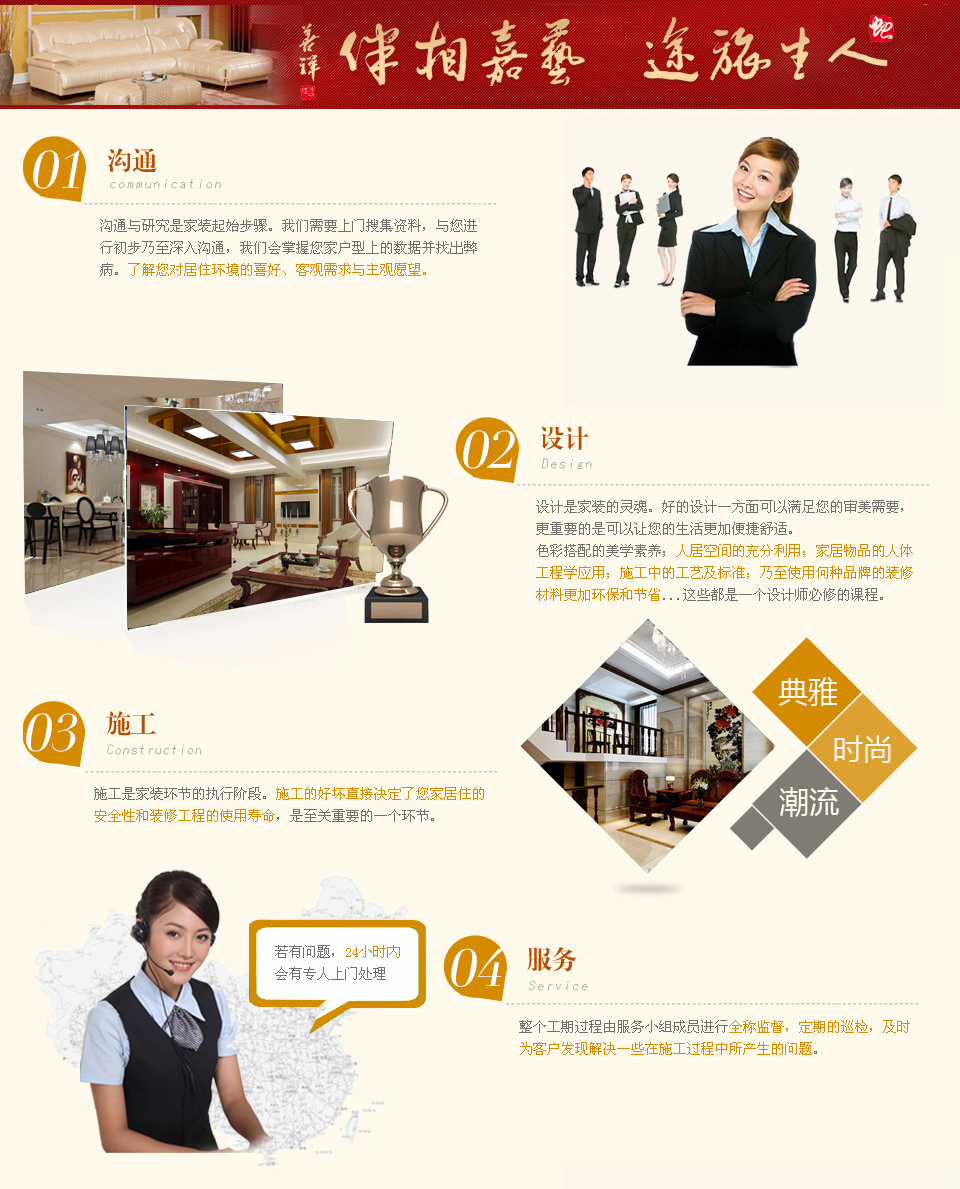 人生旅途 藝嘉相伴
善祥
01
沟通
communication
沟通与研究是家装起始步骤。我们需要上门搜集资料，与您进
行初步乃至深入沟通，我们会掌握您家户型上的数据并找出弊
病。了解您对居住环境的喜好、客观需求与主观愿望。
02
设计
Design
设计是家装的灵魂。好的设计一方面可以满足您的审美需要，
更重要的是可以让您的生活更加便捷舒适。
色彩搭配的美学素养；人居空间的充分利用；家居物品的人体
工程学应用；施工中的工艺及标准；乃至使用何种品牌的装修
材料更加环保和节省...这些都是一个设计师必修的课程。
典雅
时尚
潮流
03
施工
Construction
施工是家装环节的执行阶段。施工的好坏直接决定了您家居住的
安全性和装修工程的使用寿命，是至关重要的一个环节。
若有问题，24小时内
会有专人上门处理
04
服务
Service
整个工期过程由服务小组成员进行全称监督，定期的巡检，及时
为客户发现解决一些在施工过程中所产生的问题。